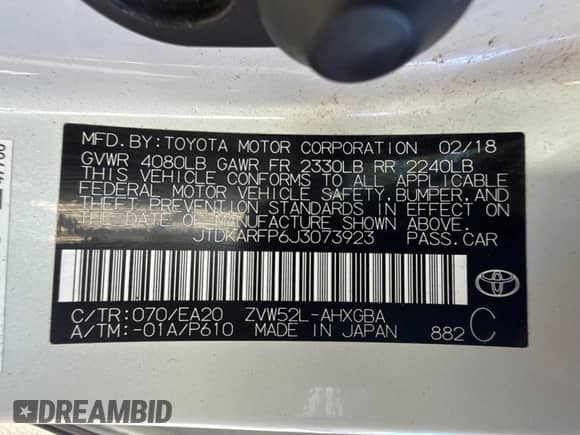 MFD.BY:TOYOTA MOTOR CORPORATION 02/18
GVWR 4080LB GAWR FR 2330LB RR 2240LB
THIS VEHICLE CONFORMS TO ALL APPLICABLE
FEDERAL MOTOR VEHICLE SAFETY,BUMPER,AND
THEFT PREVENTION STANDARDS IN EFFECT ON
THE DATE OF MANUFACTURE SHOWN ABOVE.
JTDKARFP6J3073923 PASS.CAR
C/TR:070/EA20 ZVW52L-AHXGBA
A/TM:-01A/P610 MADE IN JAPAN 882 C
DREAMBID